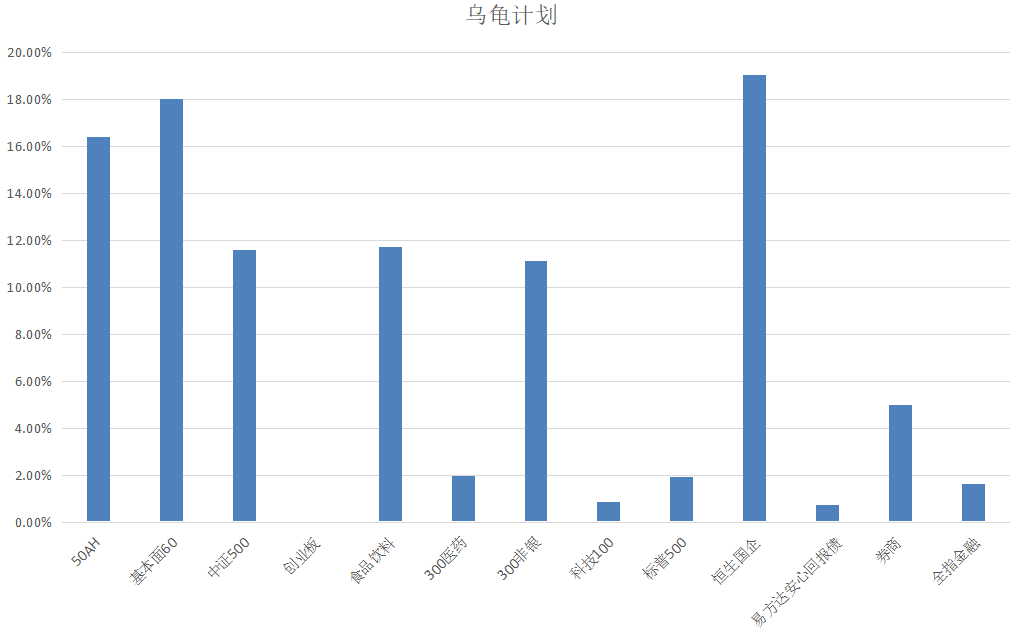 乌龟计划
20.00%
18.00%
16.00%
14.00%
12.00%
10.00%
8.00%
6.00%
4.00%
2.00%
0.00%
50AH
基本面60
中证500
创业板
食品饮料
300医药
300非银
科技100
标普500
恒生国企
易方达安心回报债
券商
全指金融